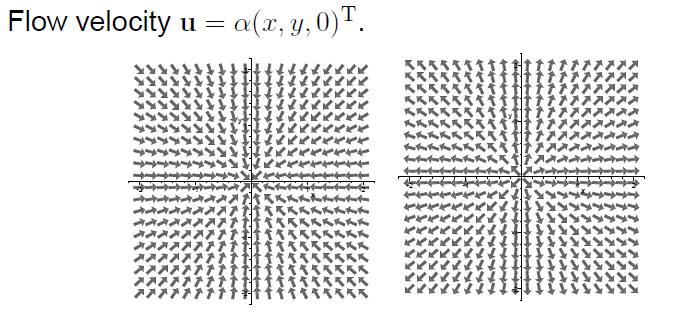 Flow velocity u = α(x, y, 0)ᵀ.
y
y
x
x